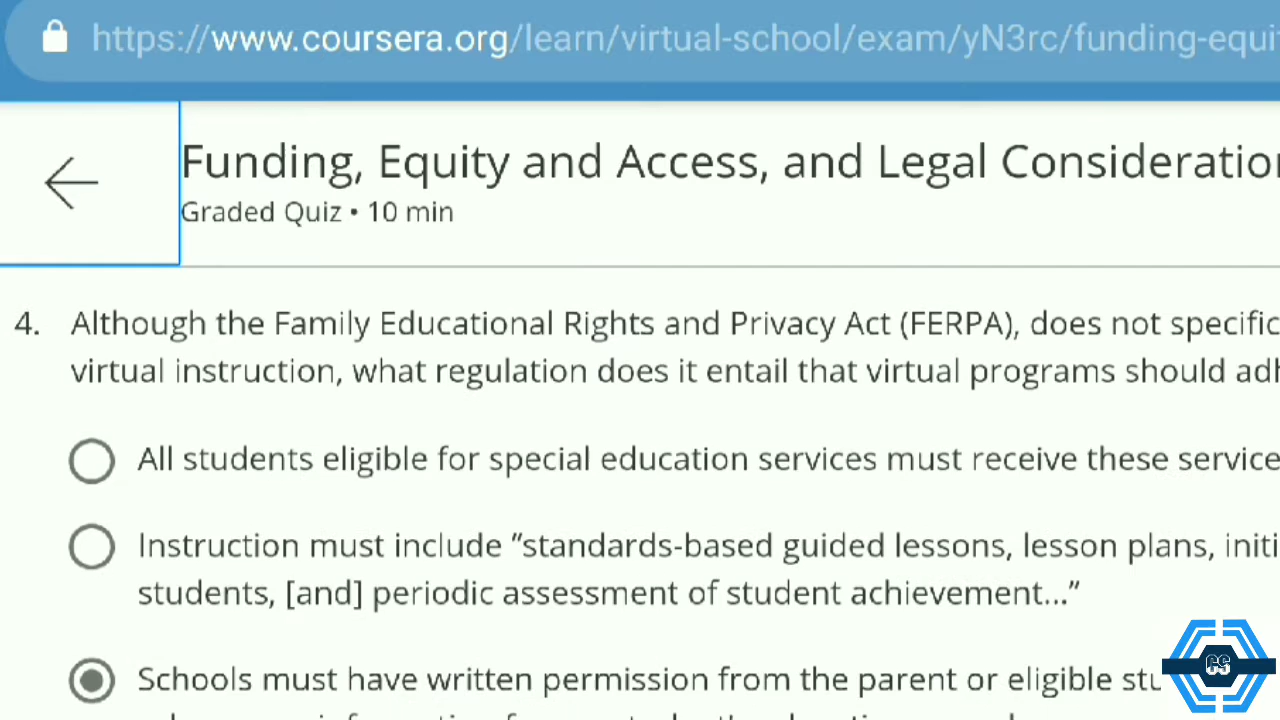 https://www.coursera.org/learn/virtual-school/exam/yN3rc/funding-equi
Funding, Equity and Access, and Legal Consideration
Graded Quiz • 10 min
4. Although the Family Educational Rights and Privacy Act (FERPA), does not specific
virtual instruction, what regulation does it entail that virtual programs should adh
All students eligible for special education services must receive these service
Instruction must include “standards-based guided lessons, lesson plans, initi
students, [and] periodic assessment of student achievement...”
Schools must have written permission from the parent or eligible stu
GS